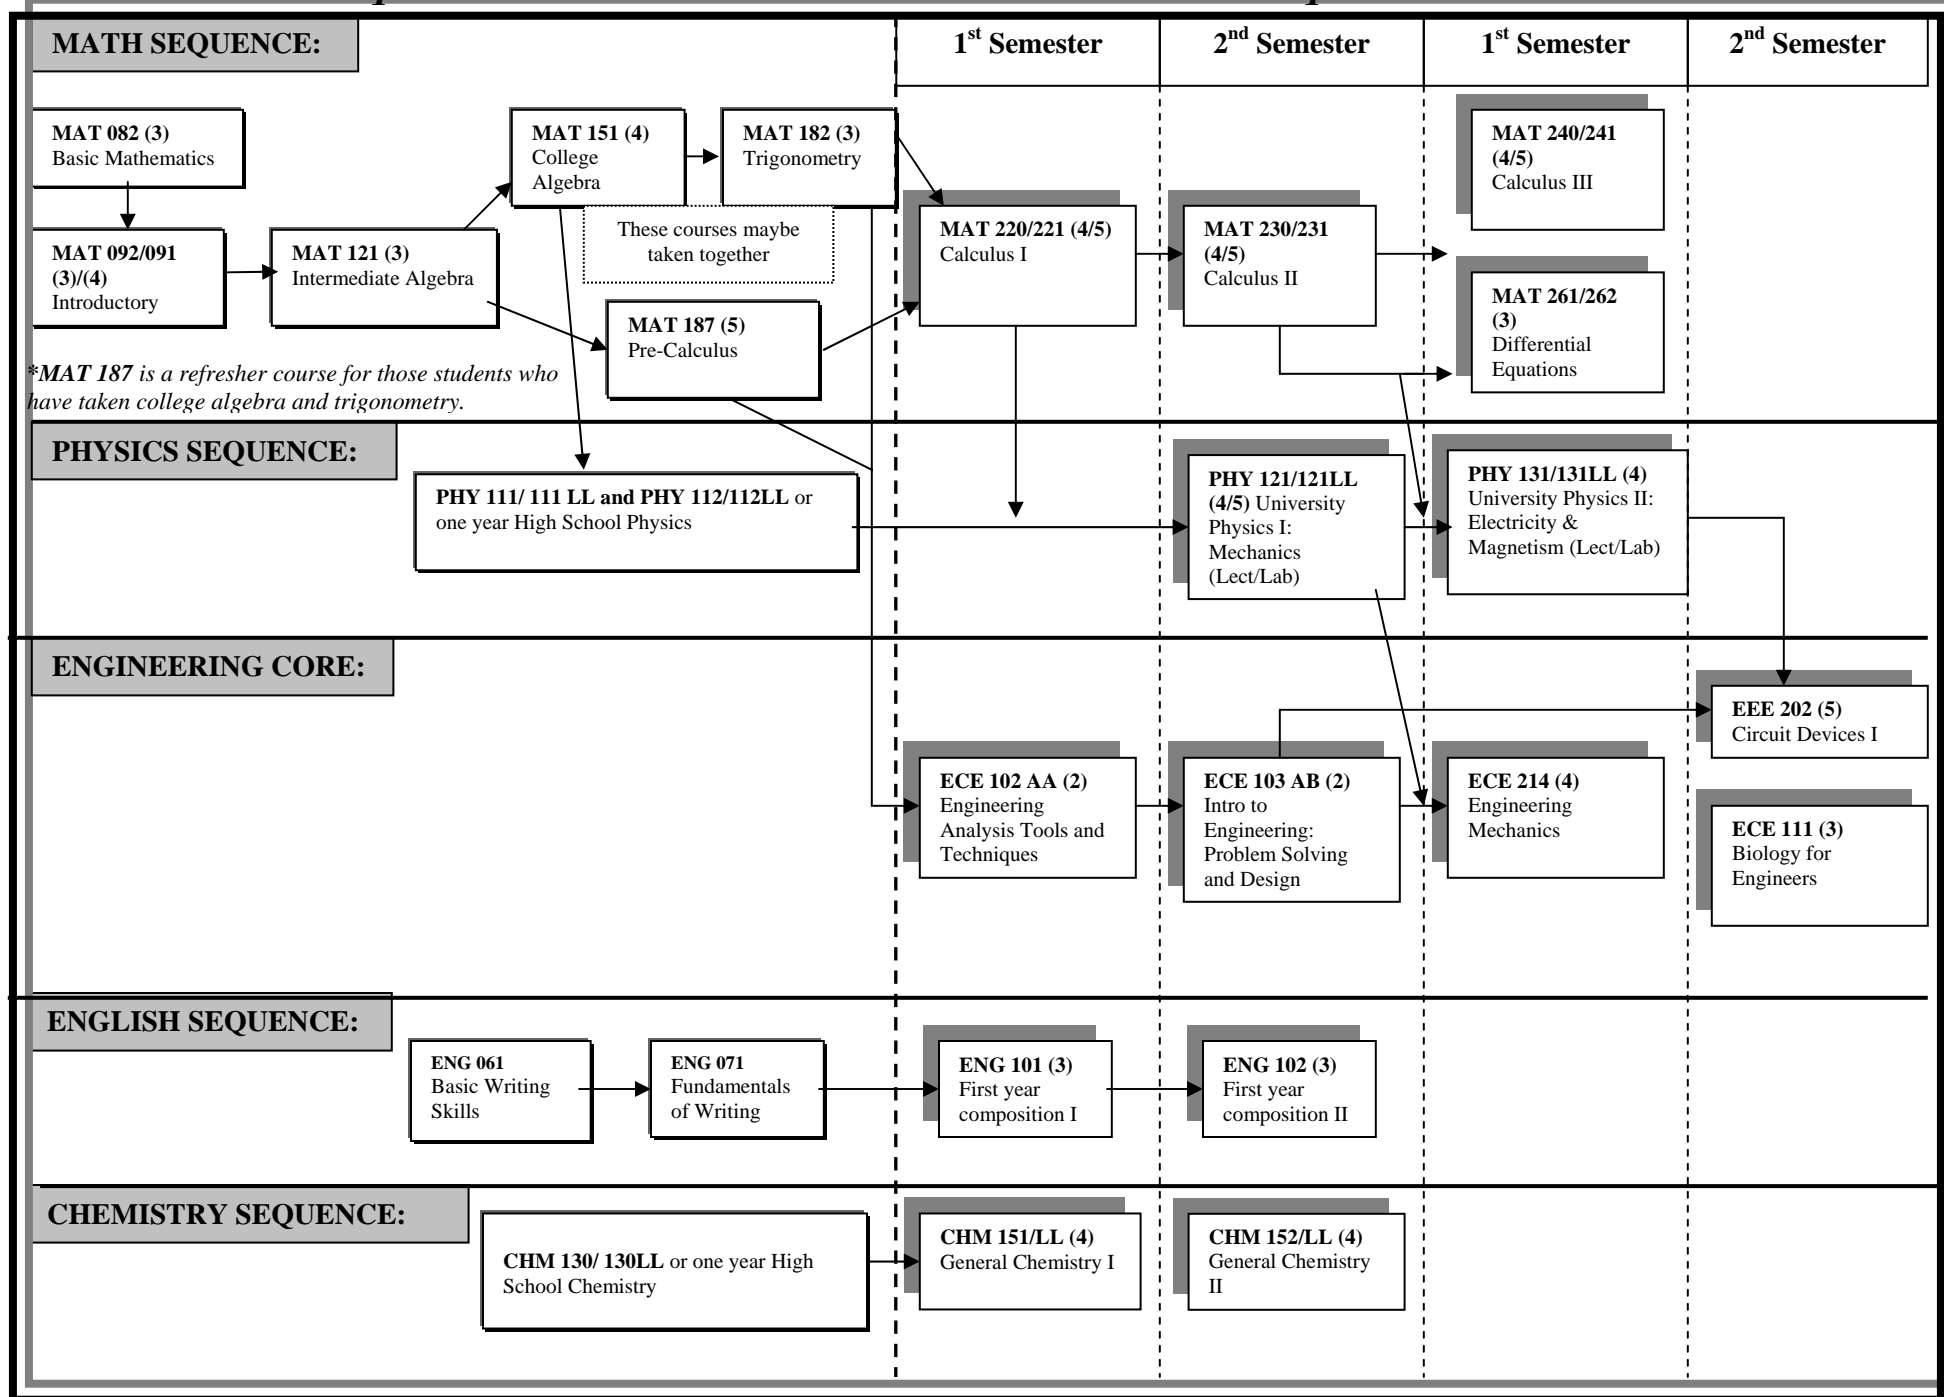 MATH SEQUENCE:
1st Semester
2nd Semester
1st Semester
2nd Semester
MAT 082 (3)
Basic Mathematics
MAT 092/091
(3)/(4)
Introductory
MAT 121 (3)
Intermediate Algebra
MAT 151 (4)
College
Algebra
MAT 182 (3)
Trigonometry
These courses maybe
taken together
MAT 187 (5)
Pre-Calculus
MAT 220/221 (4/5)
Calculus I
MAT 230/231
(4/5)
Calculus II
MAT 240/241
(4/5)
Calculus III
MAT 261/262
(3)
Differential
Equations
*MAT 187 is a refresher course for those students who
have taken college algebra and trigonometry.
PHYSICS SEQUENCE:
PHY 111/ 111 LL and PHY 112/112LL or
one year High School Physics
PHY 121/121LL
(4/5) University
Physics I:
Mechanics
(Lect/Lab)
PHY 131/131LL (4)
University Physics II:
Electricity &
Magnetism (Lect/Lab)
ENGINEERING CORE:
EEE 202 (5)
Circuit Devices I
ECE 102 AA (2)
Engineering
Analysis Tools and
Techniques
ECE 103 AB (2)
Intro to
Engineering:
Problem Solving
and Design
ECE 214 (4)
Engineering
Mechanics
ECE 111 (3)
Biology for
Engineers
ENGLISH SEQUENCE:
ENG 061
Basic Writing
Skills
ENG 071
Fundamentals
of Writing
ENG 101 (3)
First year
composition I
ENG 102 (3)
First year
composition II
CHEMISTRY SEQUENCE:
CHM 130/ 130LL or one year High
School Chemistry
CHM 151/LL (4)
General Chemistry I
CHM 152/LL (4)
General Chemistry
II